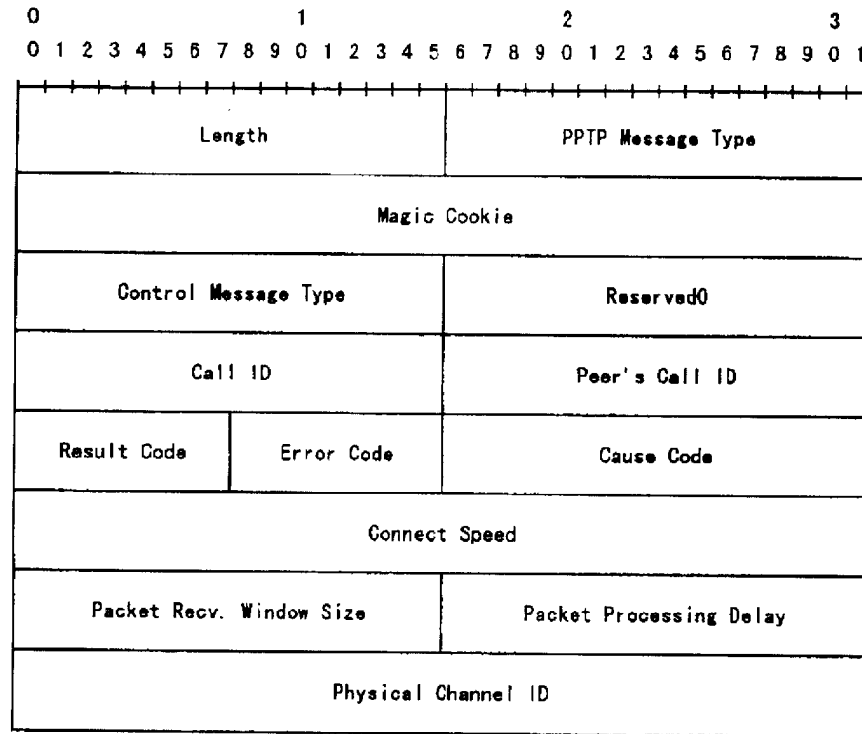 0 1 2 3
0 1 2 3 4 5 6 7 8 9 0 1 2 3 4 5 6 7 8 9 0 1 2 3 4 5 6 7 8 9 0 1
Length PPTP Message Type
Magic Cookie
Control Message Type Reserved0
Call ID Peer's Call ID
Result Code Error Code Cause Code
Connect Speed
Packet Recv. Window Size Packet Processing Delay
Physical Channel ID